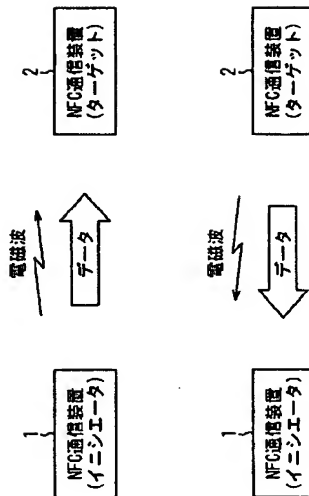 1
NFC通信装置
(イニシエータ)
電磁波
データ
2
NFC通信装置
(ターゲット)
1
NFC通信装置
(イニシエータ)
電磁波
データ
2
NFC通信装置
(ターゲット)